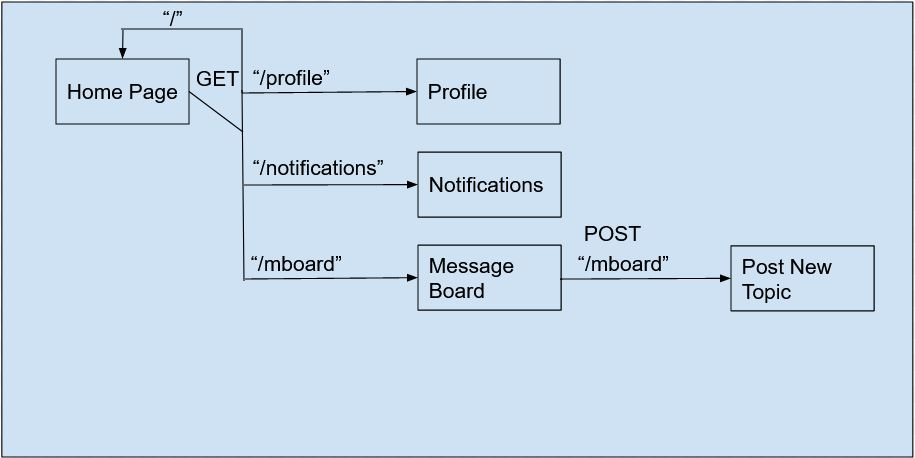 “/”
Home Page
GET
“/profile”
Profile
“/notifications”
Notifications
“/mboard”
Message
Board
POST
“/mboard”
Post New
Topic